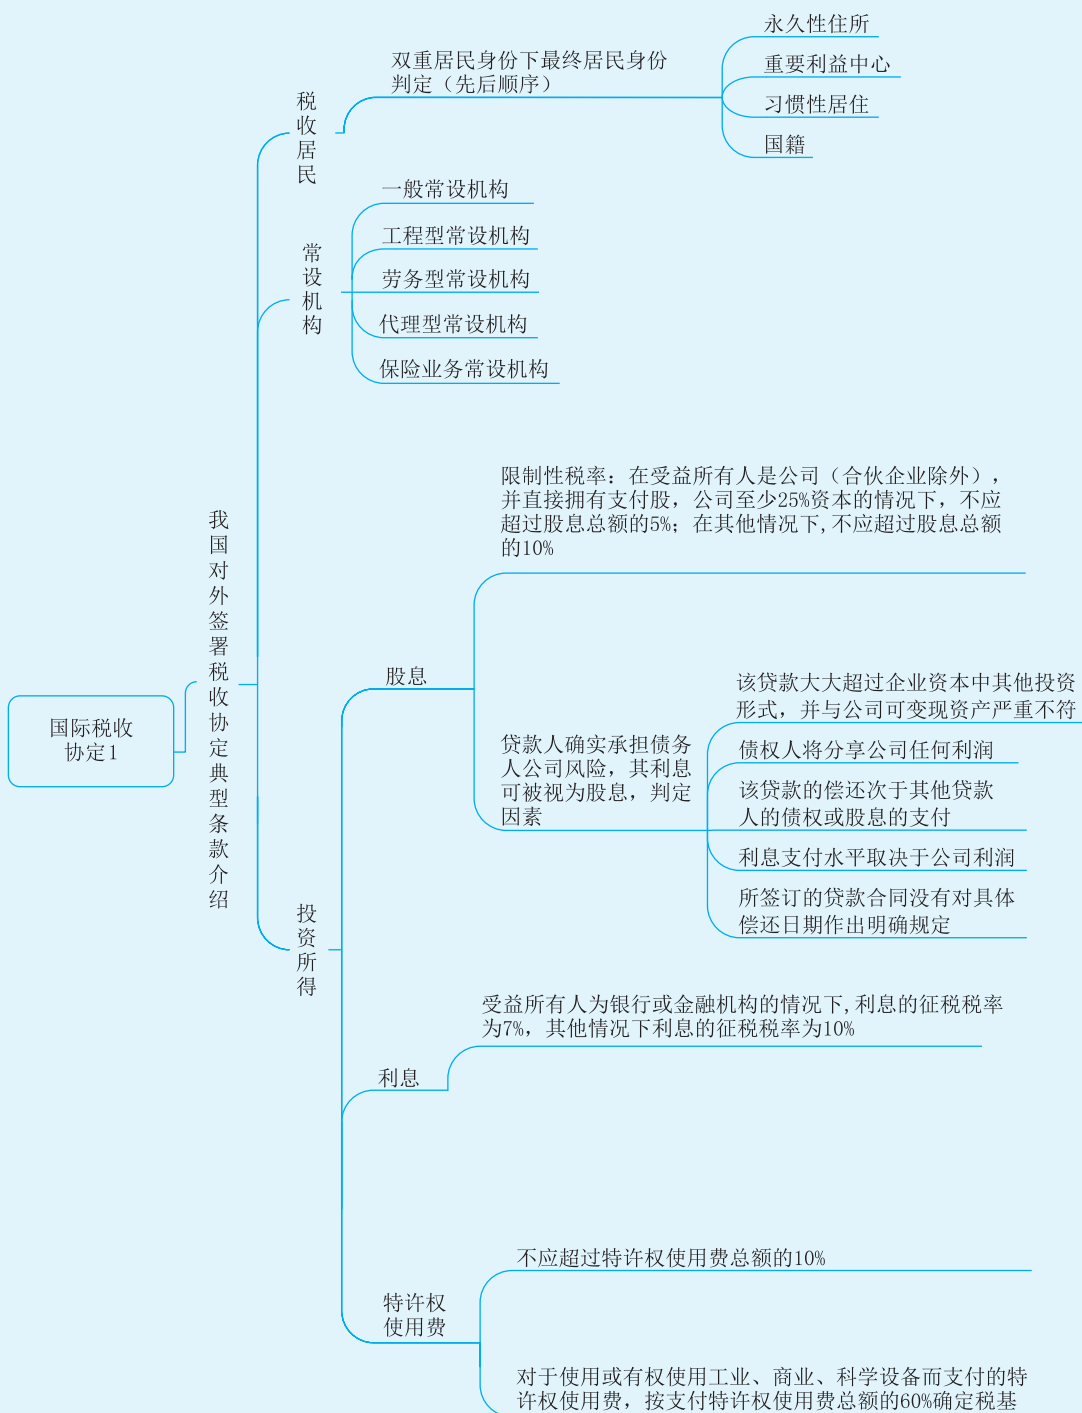 国际税收
协定1
我国对外签署税收协定典型条款介绍
税收居民
双重居民身份下最终居民身份
判定（先后顺序）
永久性住所
重要利益中心
习惯性居住
国籍
常设机构
一般常设机构
工程型常设机构
劳务型常设机构
代理型常设机构
保险业务常设机构
投资所得
股息
限制性税率：在受益所有人是公司（合伙企业除外），
并直接拥有支付股，公司至少25%资本的情况下，不应
超过股息总额的5%；在其他情况下,不应超过股息总额
的10%
贷款人确实承担债务
人公司风险，其利息
可被视为股息，判定
因素
该贷款大大超过企业资本中其他投资
形式，并与公司可变现资产严重不符
债权人将分享公司任何利润
该贷款的偿还次于其他贷款
人的债权或股息的支付
利息支付水平取决于公司利润
所签订的贷款合同没有对具体
偿还日期作出明确规定
利息
受益所有人为银行或金融机构的情况下,利息的征税税率
为7%，其他情况下利息的征税税率为10%
特许权
使用费
不应超过特许权使用费总额的10%
对于使用或有权使用工业、商业、科学设备而支付的特
许权使用费，按支付特许权使用费总额的60%确定税基